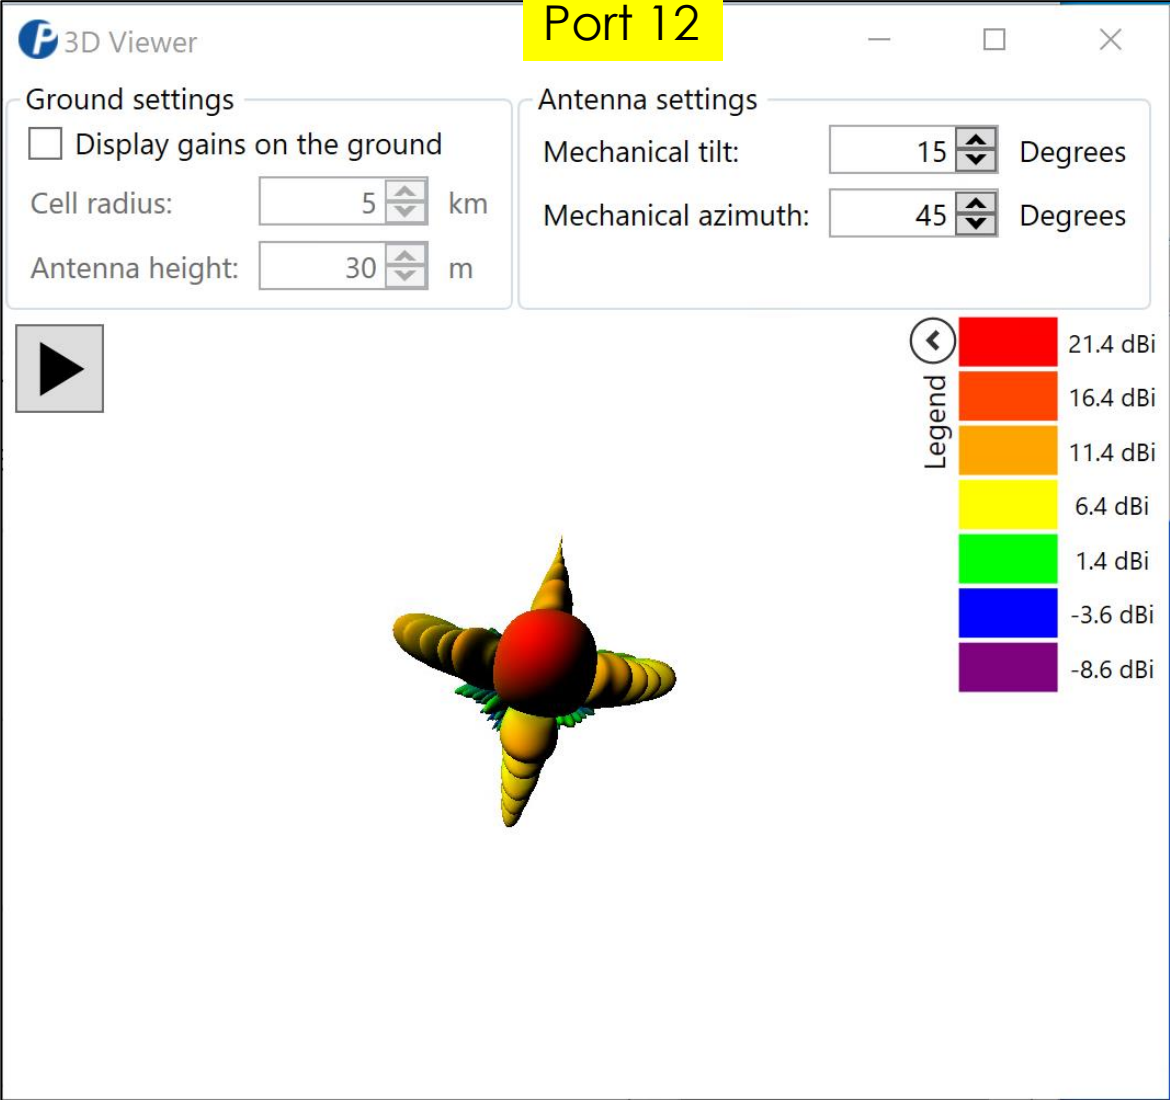 Port 12
3D Viewer
Ground settings
Display gains on the ground
Cell radius: 5 km
Antenna height: 30 m
Antenna settings
Mechanical tilt: 15 Degrees
Mechanical azimuth: 45 Degrees
Legend
21.4 dBi
16.4 dBi
11.4 dBi
6.4 dBi
1.4 dBi
-3.6 dBi
-8.6 dBi